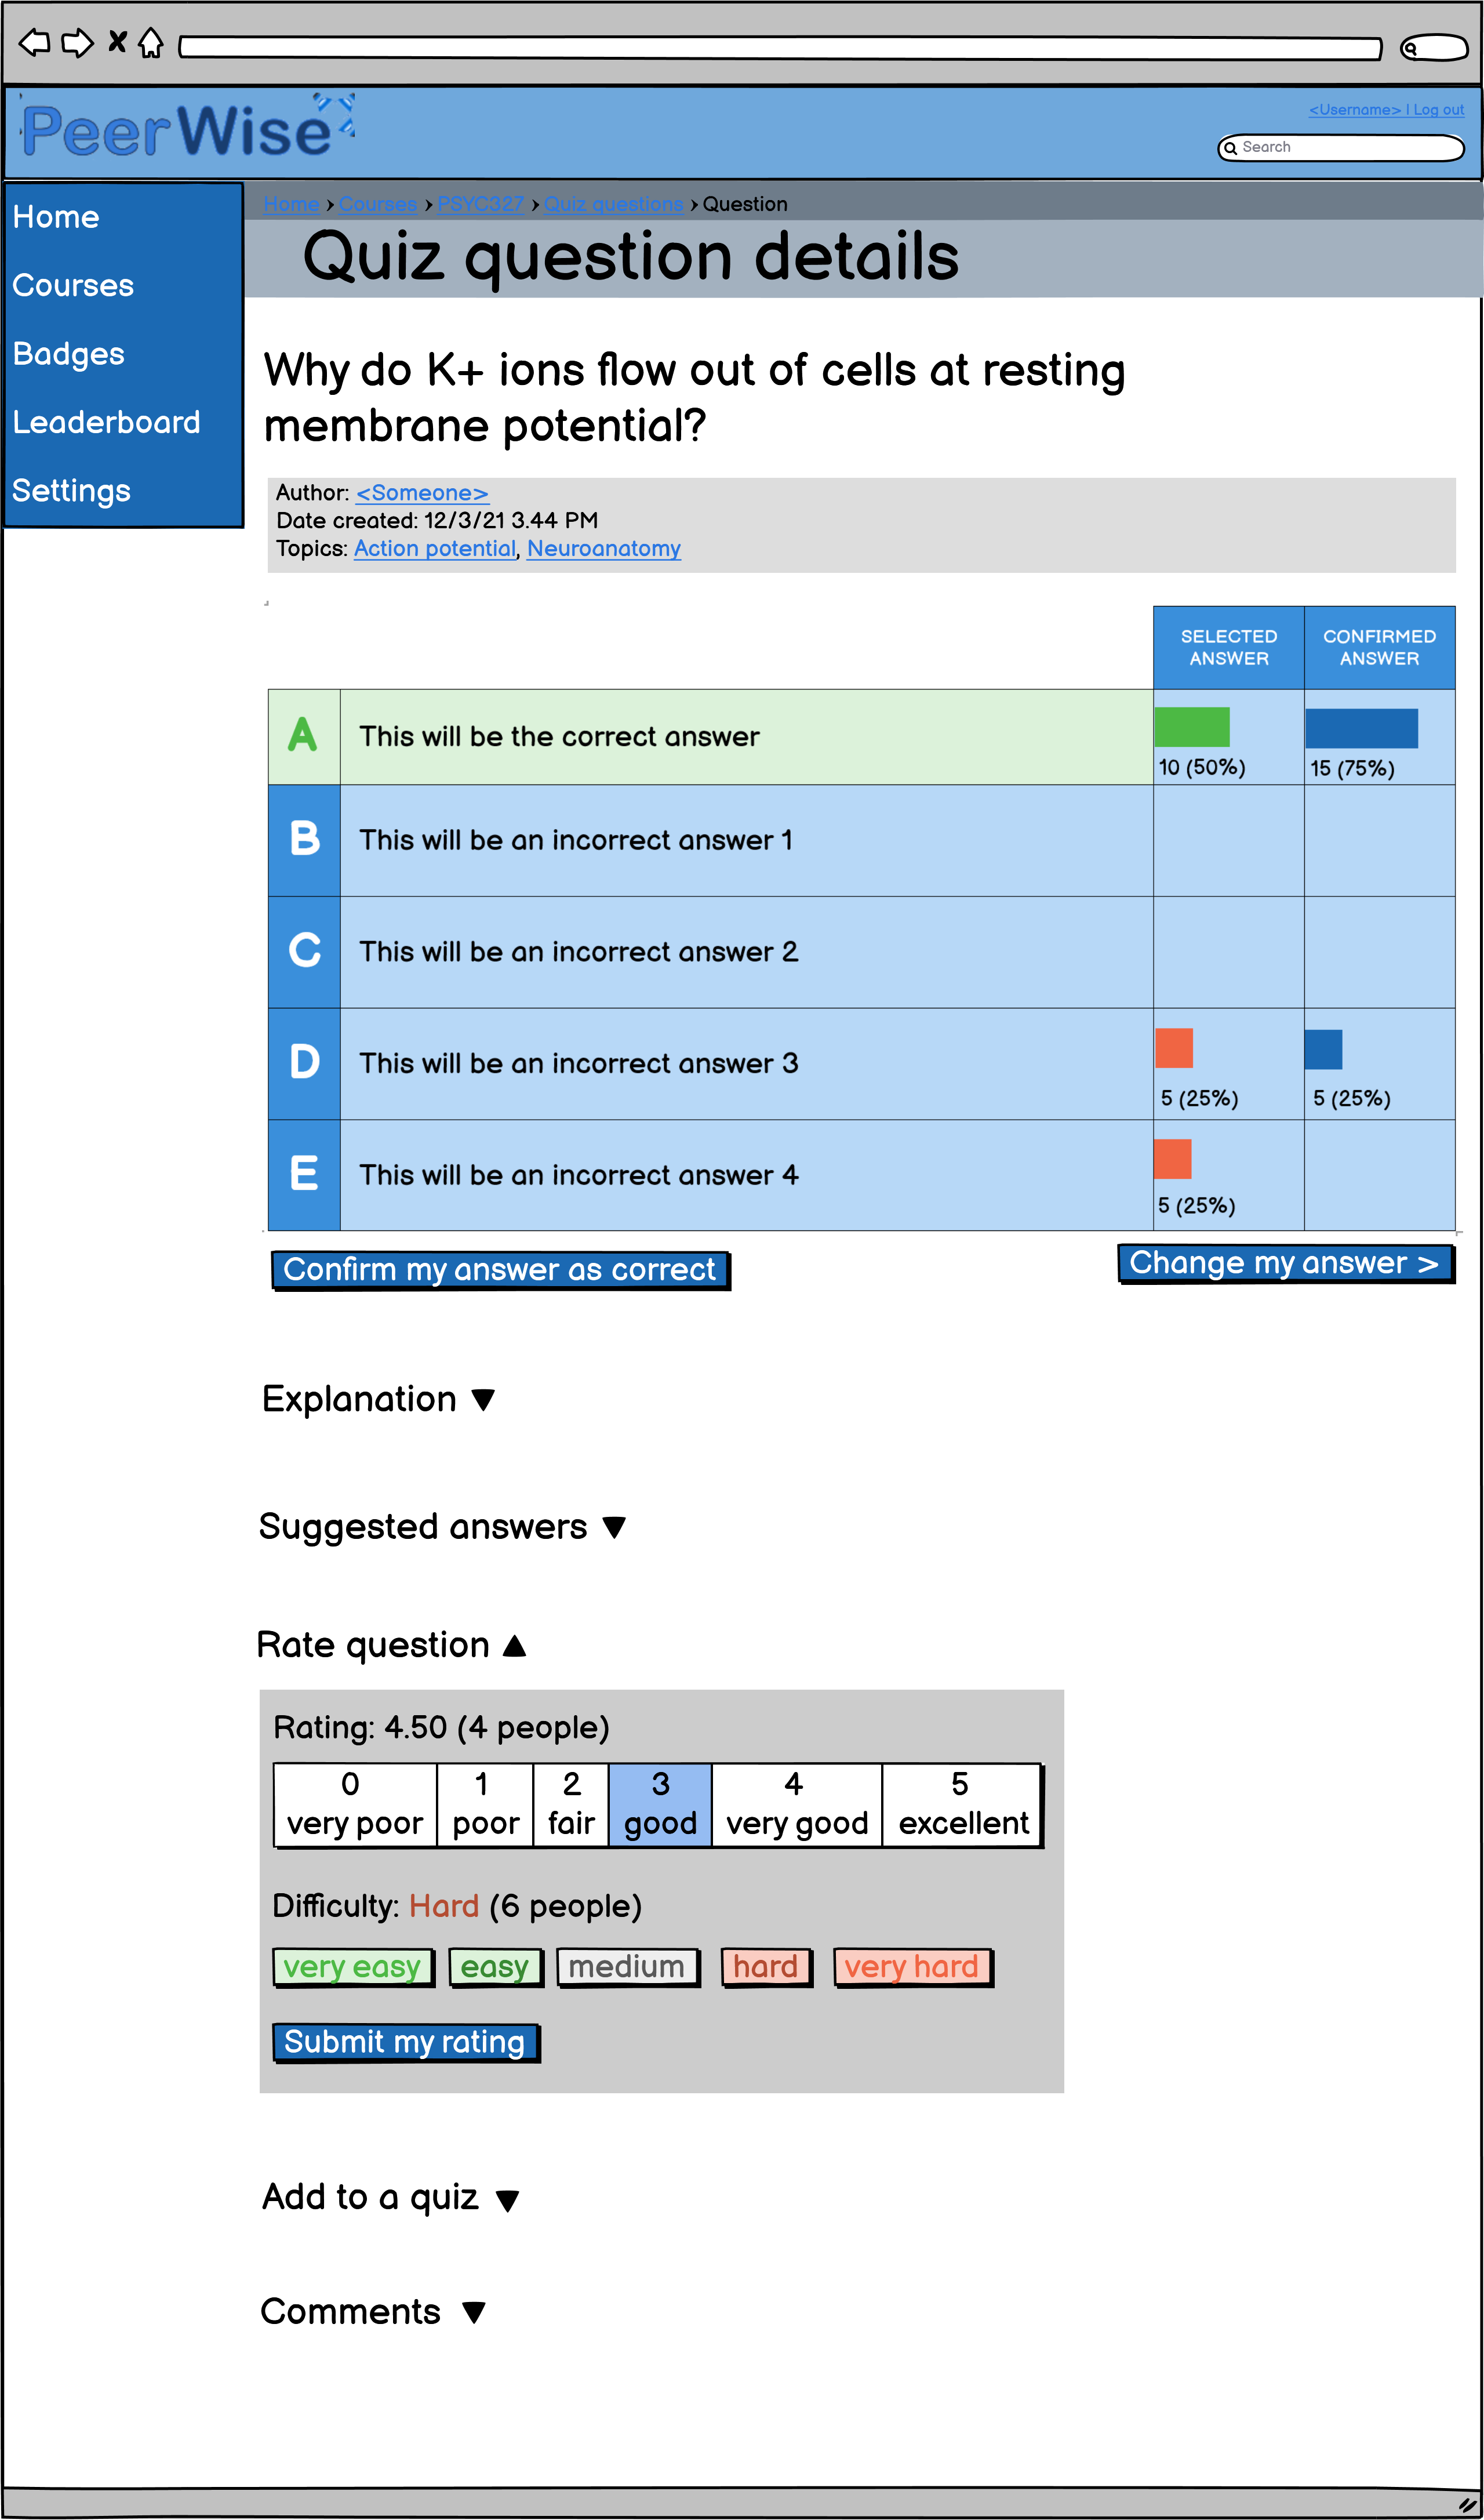 PeerWise
<Username> | Log out
Search
Home
Courses
Badges
Leaderboard
Settings
Home > Courses > PSYC327 > Quiz questions > Question
Quiz question details
Why do K+ ions flow out of cells at resting
membrane potential?
Author: <Someone>
Date created: 12/3/21 3.44 PM
Topics: Action potential, Neuroanatomy
SELECTED
ANSWER
CONFIRMED
ANSWER
A
This will be the correct answer
10 (50%)
15 (75%)
B
This will be an incorrect answer 1
C
This will be an incorrect answer 2
D
This will be an incorrect answer 3
5 (25%)
5 (25%)
E
This will be an incorrect answer 4
5 (25%)
Confirm my answer as correct
Change my answer >
Explanation ▼
Suggested answers ▼
Rate question ▲
Rating: 4.50 (4 people)
0 1 2 3 4 5
very poor poor fair good very good excellent
Difficulty: Hard (6 people)
very easy easy medium hard very hard
Submit my rating
Add to a quiz ▼
Comments ▼